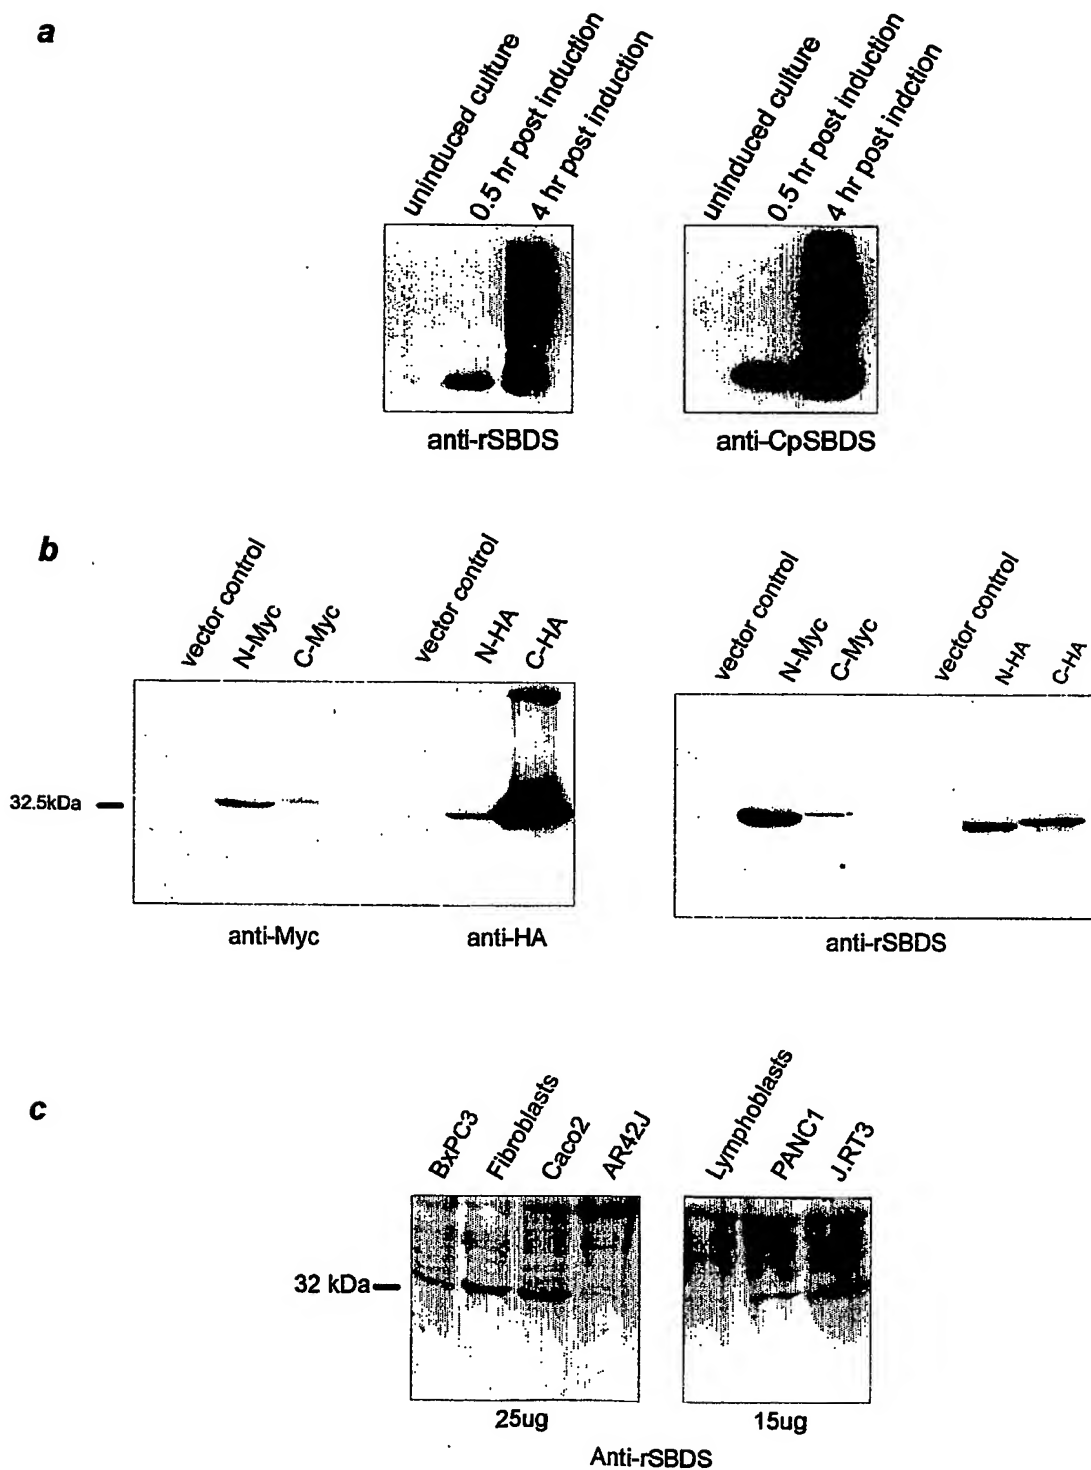 a
uninduced culture
0.5 hr post induction
4 hr post induction
uninduced culture
0.5 hr post induction
4 hr post indction
anti-rSBDS
anti-CpSBDS
b
vector control
N-Myc
C-Myc
vector control
N-HA
C-HA
vector control
N-Myc
C-Myc
vector control
N-HA
C-HA
32.5kDa
anti-Myc
anti-HA
anti-rSBDS
c
BxPC3
Fibroblasts
Caco2
AR42J
Lymphoblasts
PANC1
J.RT3
32 kDa
25ug
15ug
Anti-rSBDS